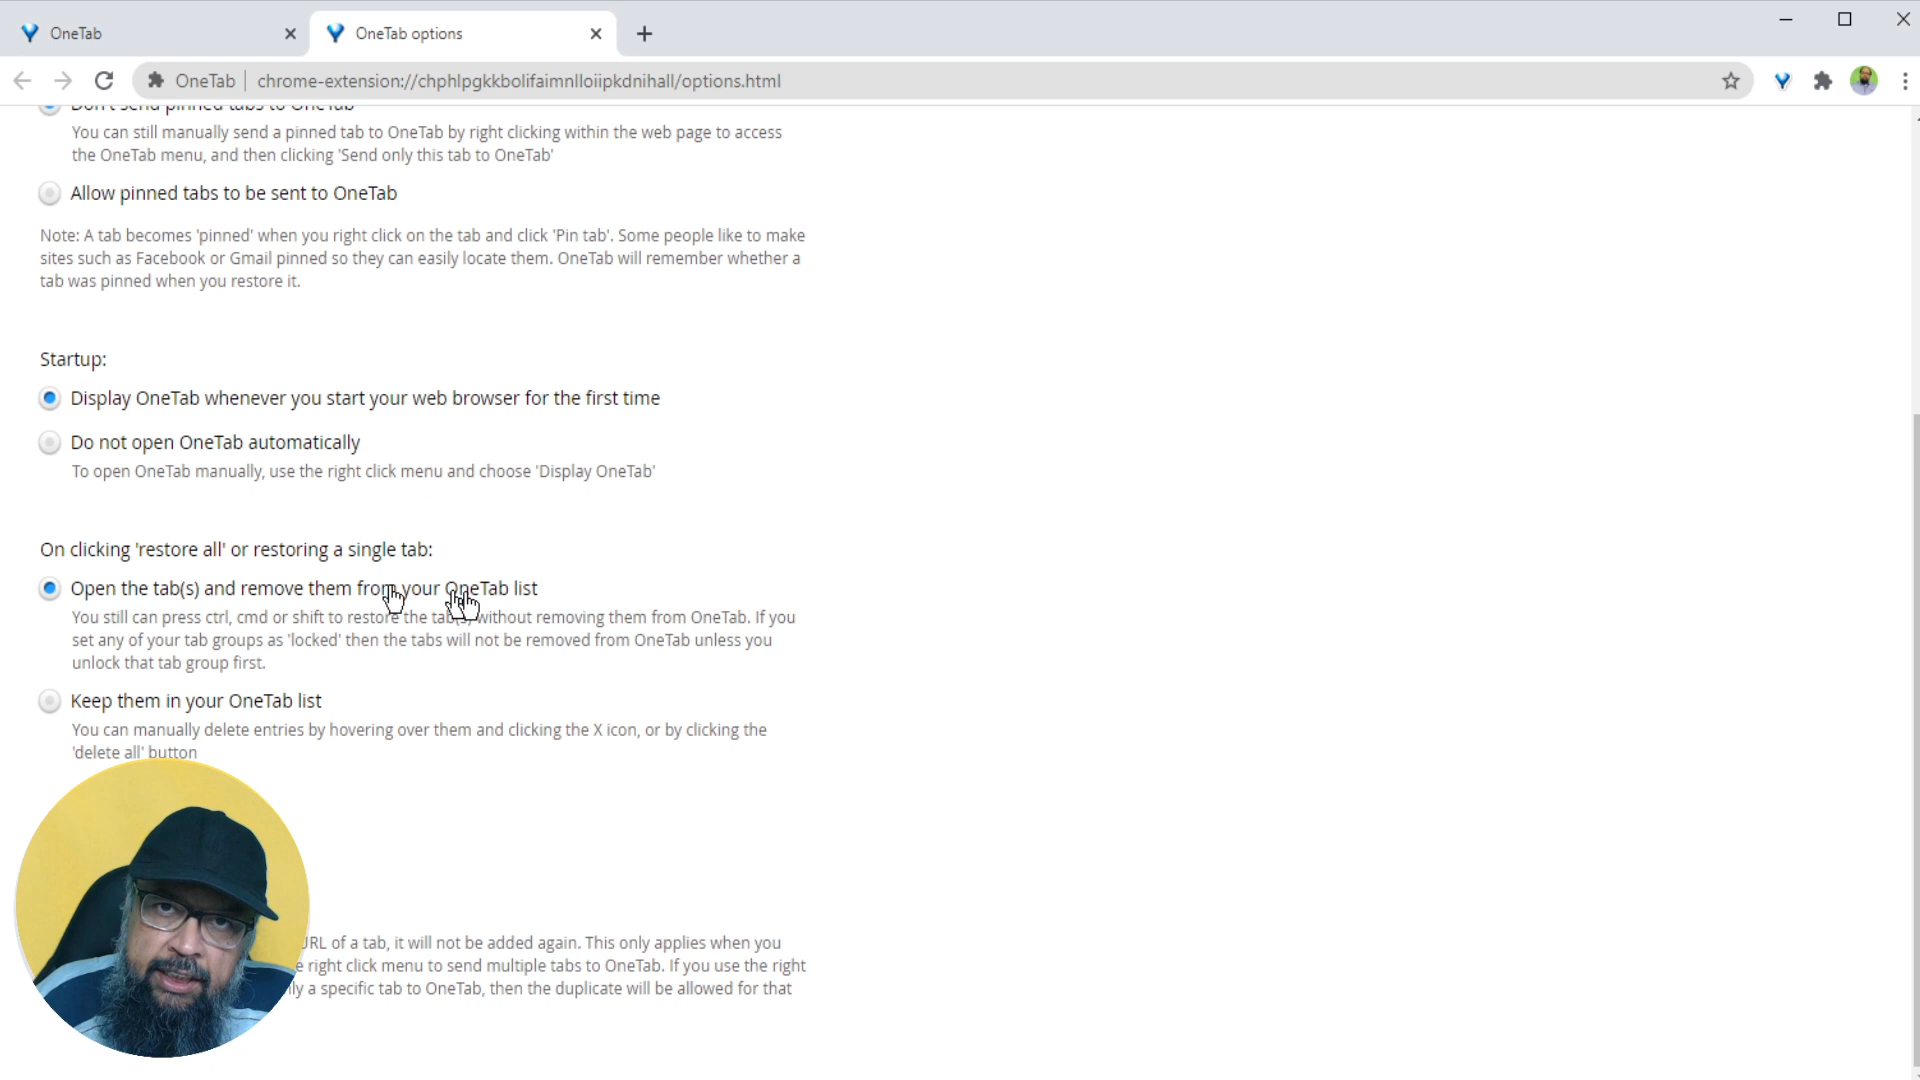 OneTab
OneTab options
OneTab
chrome-extension://chphlpgkkbolifaimnlloiipkdnihall/options.html
Don't send pinned tabs to OneTab
You can still manually send a pinned tab to OneTab by right clicking within the web page to access
the OneTab menu, and then clicking 'Send only this tab to OneTab'
Allow pinned tabs to be sent to OneTab
Note: A tab becomes 'pinned' when you right click on the tab and click 'Pin tab'. Some people like to make
sites such as Facebook or Gmail pinned so they can easily locate them. OneTab will remember whether a
tab was pinned when you restore it.
Startup:
Display OneTab whenever you start your web browser for the first time
Do not open OneTab automatically
To open OneTab manually, use the right click menu and choose 'Display OneTab'
On clicking 'restore all' or restoring a single tab:
Open the tab(s) and remove them from your OneTab list
You still can press ctrl, cmd or shift to restore the tab(s) without removing them from OneTab. If you
set any of your tab groups as 'locked' then the tabs will not be removed from OneTab unless you
unlock that tab group first.
Keep them in your OneTab list
You can manually delete entries by hovering over them and clicking the X icon, or by clicking the
'delete all' button
URL of a tab, it will not be added again. This only applies when you
right click menu to send multiple tabs to OneTab. If you use the right
a specific tab to OneTab, then the duplicate will be allowed for that